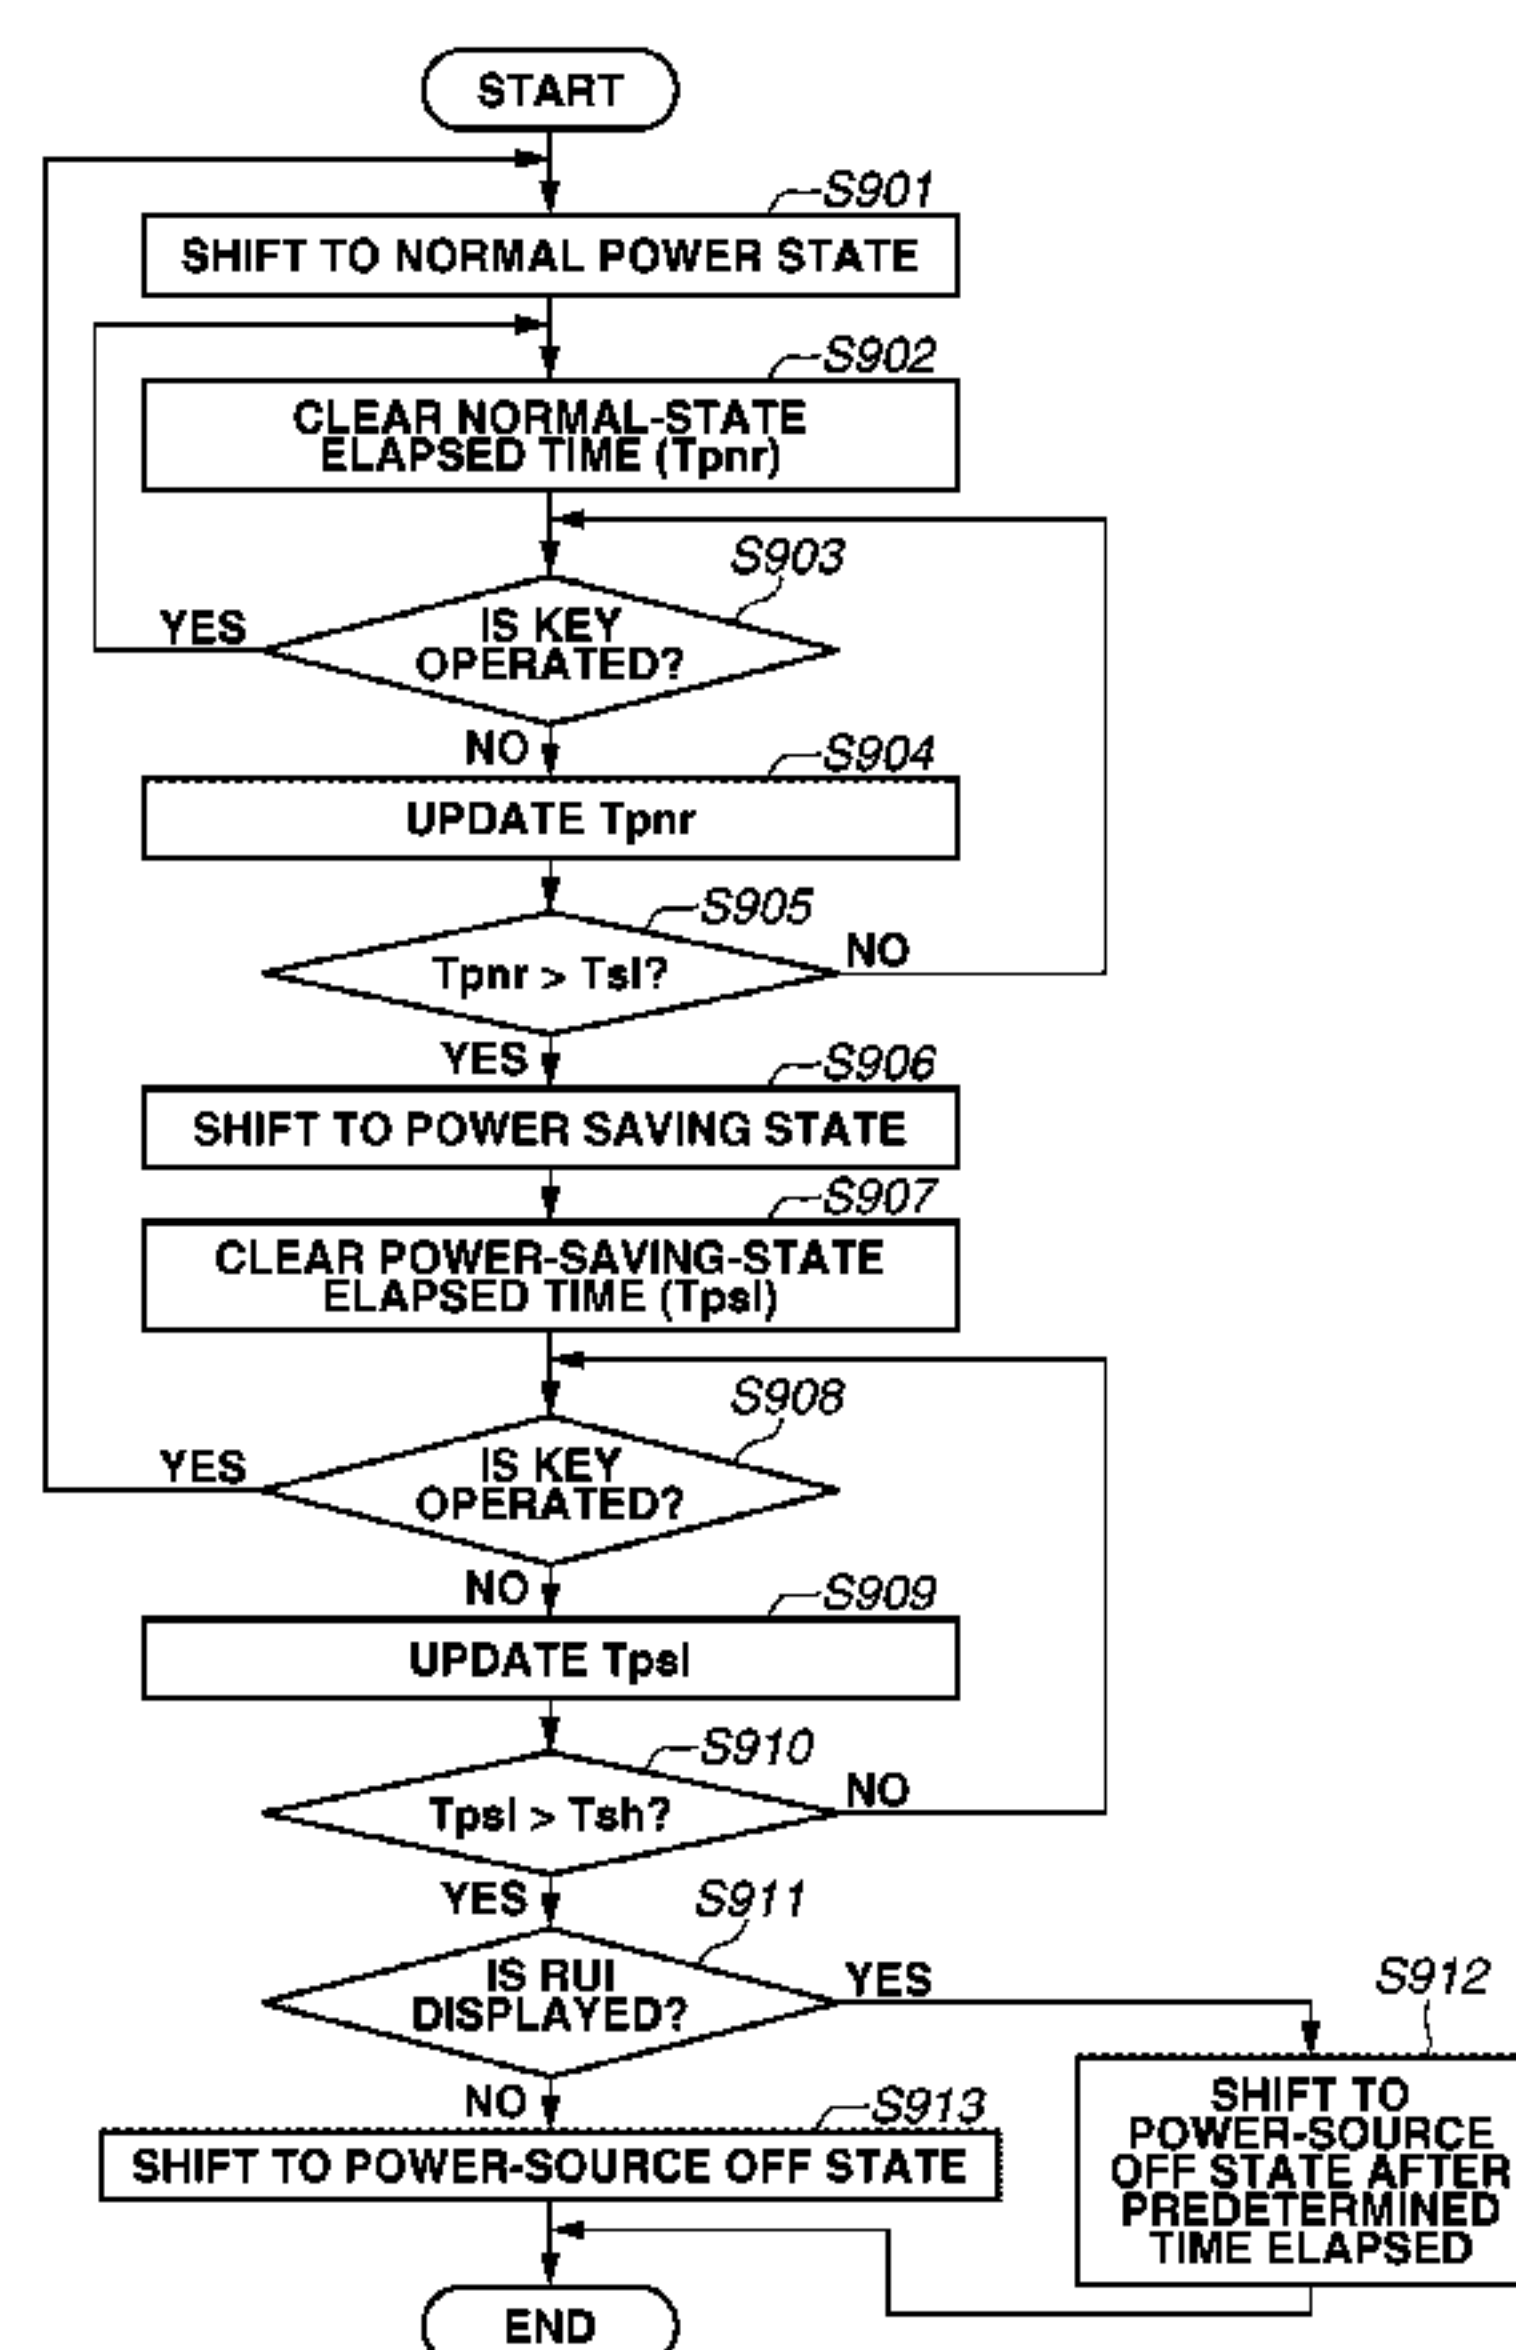 START
S901
SHIFT TO NORMAL POWER STATE
S902
CLEAR NORMAL-STATE
ELAPSED TIME (Tpnr)
S903
IS KEY
OPERATED?
YES
NO
S904
UPDATE Tpnr
S905
Tpnr > Tsl?
NO
YES
S906
SHIFT TO POWER SAVING STATE
S907
CLEAR POWER-SAVING-STATE
ELAPSED TIME (Tpsl)
S908
IS KEY
OPERATED?
YES
NO
S909
UPDATE Tpsl
S910
Tpsl > Tsh?
NO
YES
S911
IS RUI
DISPLAYED?
YES
S912
SHIFT TO
POWER-SOURCE
OFF STATE AFTER
PREDETERMINED
TIME ELAPSED
NO
S913
SHIFT TO POWER-SOURCE OFF STATE
END